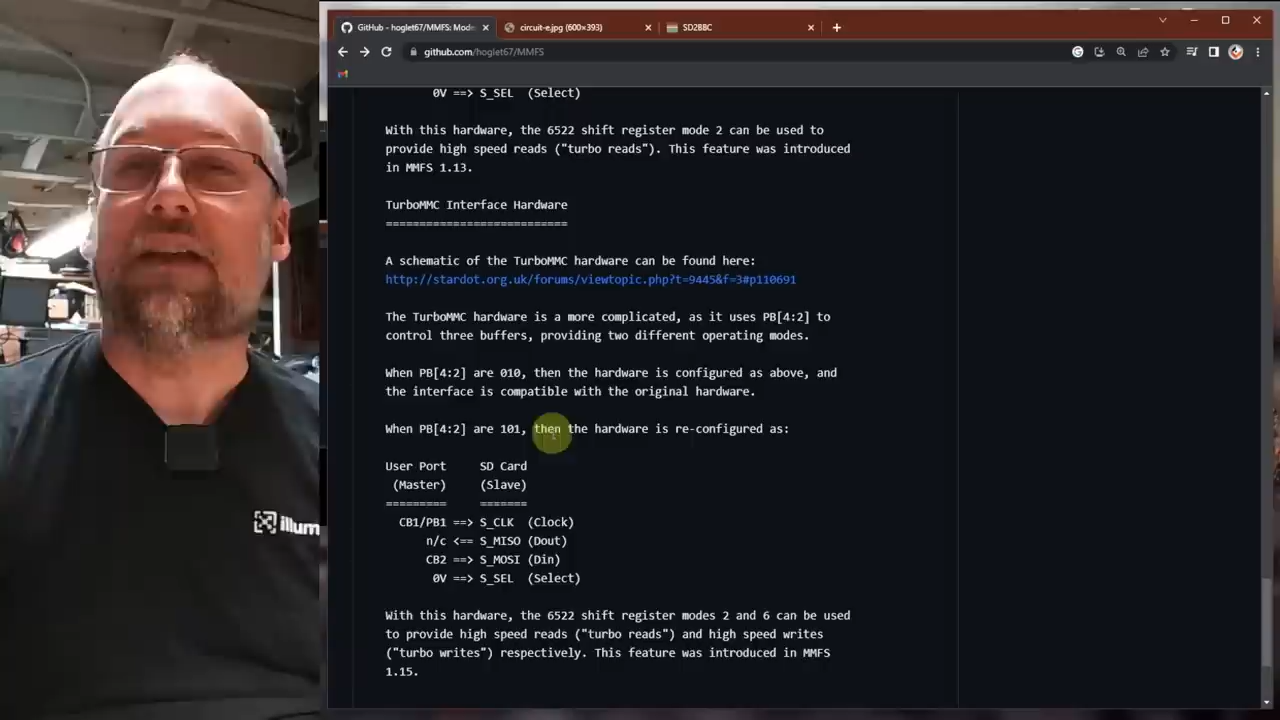 GitHub - hoglet67/MMFS: Mode
circuit-e.jpg (600×393)
SD2BBC
github.com/hoglet67/MMFS
0V ==> S_SEL (Select)
With this hardware, the 6522 shift register mode 2 can be used to
provide high speed reads ("turbo reads"). This feature was introduced
in MMFS 1.13.
TurboMMC Interface Hardware
===========================
A schematic of the TurboMMC hardware can be found here:
http://stardot.org.uk/forums/viewtopic.php?t=9445&f=3#p110691
The TurboMMC hardware is a more complicated, as it uses PB[4:2] to
control three buffers, providing two different operating modes.
When PB[4:2] are 010, then the hardware is configured as above, and
the interface is compatible with the original hardware.
When PB[4:2] are 101, then the hardware is re-configured as:
User Port SD Card
(Master) (Slave)
========= =======
CB1/PB1 ==> S_CLK (Clock)
n/c <== S_MISO (Dout)
CB2 ==> S_MOSI (Din)
0V ==> S_SEL (Select)
With this hardware, the 6522 shift register modes 2 and 6 can be used
to provide high speed reads ("turbo reads") and high speed writes
("turbo writes") respectively. This feature was introduced in MMFS
1.15.
illum